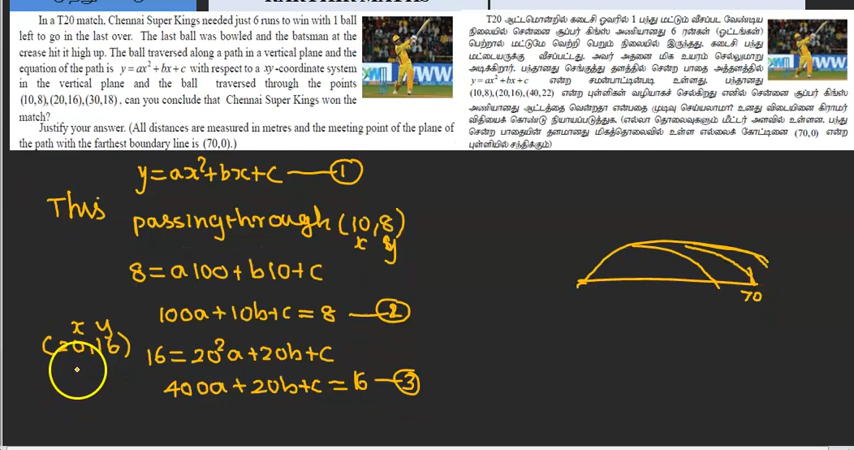 In a T20 match, Chennai Super Kings needed just 6 runs to win with 1 ball
left to go in the last over. The last ball was bowled and the batsman at the
crease hit it high up. The ball traversed along a path in a vertical plane and the
equation of the path is y = ax² + bx + c with respect to a xy-coordinate system
in the vertical plane and the ball traversed through the points
(10,8),(20,16),(30,18), can you conclude that Chennai Super Kings won the
match?
Justify your answer. (All distances are measured in metres and the meeting point of the plane of
the path with the farthest boundary line is (70,0).)
T20 ஆட்டமொன்றில் கடைசி ஓவரில் 1 பந்து மட்டும் வீசப்பட வேண்டிய
நிலையில் சென்னை சூப்பர் கிங்ஸ் அணியானது 6 ரன்கள் (ஓட்டங்கள்)
பெற்றால் மட்டுமே வெற்றி பெறும் நிலையில் இருந்தது. கடைசி பந்து
மட்டையருக்கு வீசப்பட்டது. அவர் அதனை மிக உயரம் செல்லுமாறு
அடிக்கிறார். பந்தானது செங்குத்து தளத்தில் சென்ற பாதை அத்தளத்தில்
y = ax² + bx + c என்ற சமன்பாட்டின்படி உள்ளது. பந்தானது
(10,8),(20,16),(40,22) என்ற புள்ளிகள் வழியாகச் செல்கிறது எனில் சென்னை சூப்பர் கிங்ஸ்
அணியானது ஆட்டத்தை வென்றதா என்பதை முடிவு செய்யலாமா? உனது விடையினை கிராமர்
விதியைக் கொண்டு நியாயப்படுத்துக. (எல்லா தொலைவுகளும் மீட்டர் அளவில் உள்ளன. பந்து
சென்ற பாதையின் தளமானது மிகத்தொலைவில் உள்ள எல்லைக் கோட்டினை (70,0) என்ற
புள்ளியில் சந்திக்கும்)
y=ax²+bx+c — 1
This
passing through (10,8)
x y
8=a100+b10+c
100a+10b+c=8 — 2
x y
(20,16) 16=20²a+20b+c
400a+20b+c=16 — 3
70